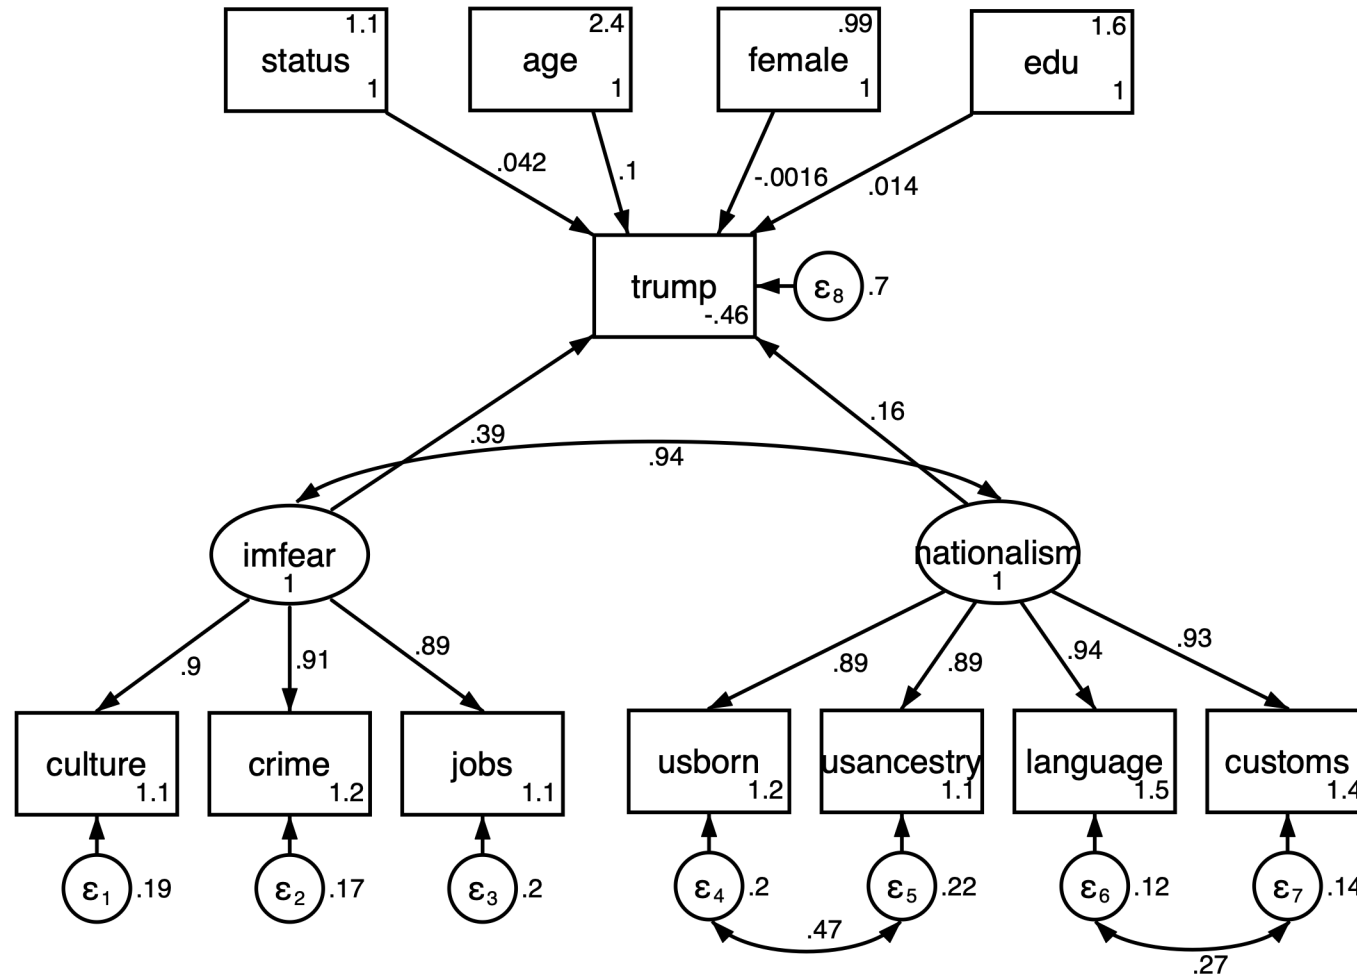 1.1 2.4 .99 1.6
status age female edu
1 1 1 1
.042 .1 -.0016 .014
trump ε8 .7
-.46
.39 .94 .16
imfear nationalism
1 1
.9 .91 .89 .89 .89 .94 .93
culture crime jobs usborn usancestry language customs
1.1 1.2 1.1 1.2 1.1 1.5 1.4
ε1 .19 ε2 .17 ε3 .2 ε4 .2 ε5 .22 ε6 .12 ε7 .14
.47 .27